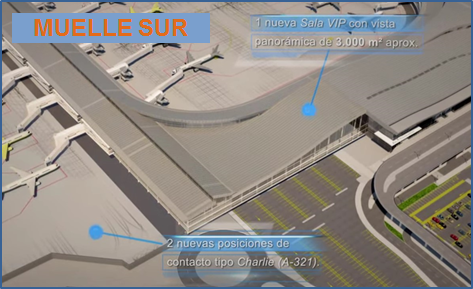 MUELLE SUR
1 nueva Sala VIP con vista
panorámica de 3.000 m² aprox.
2 nuevas posiciones de
contacto tipo Charlie (A-321).